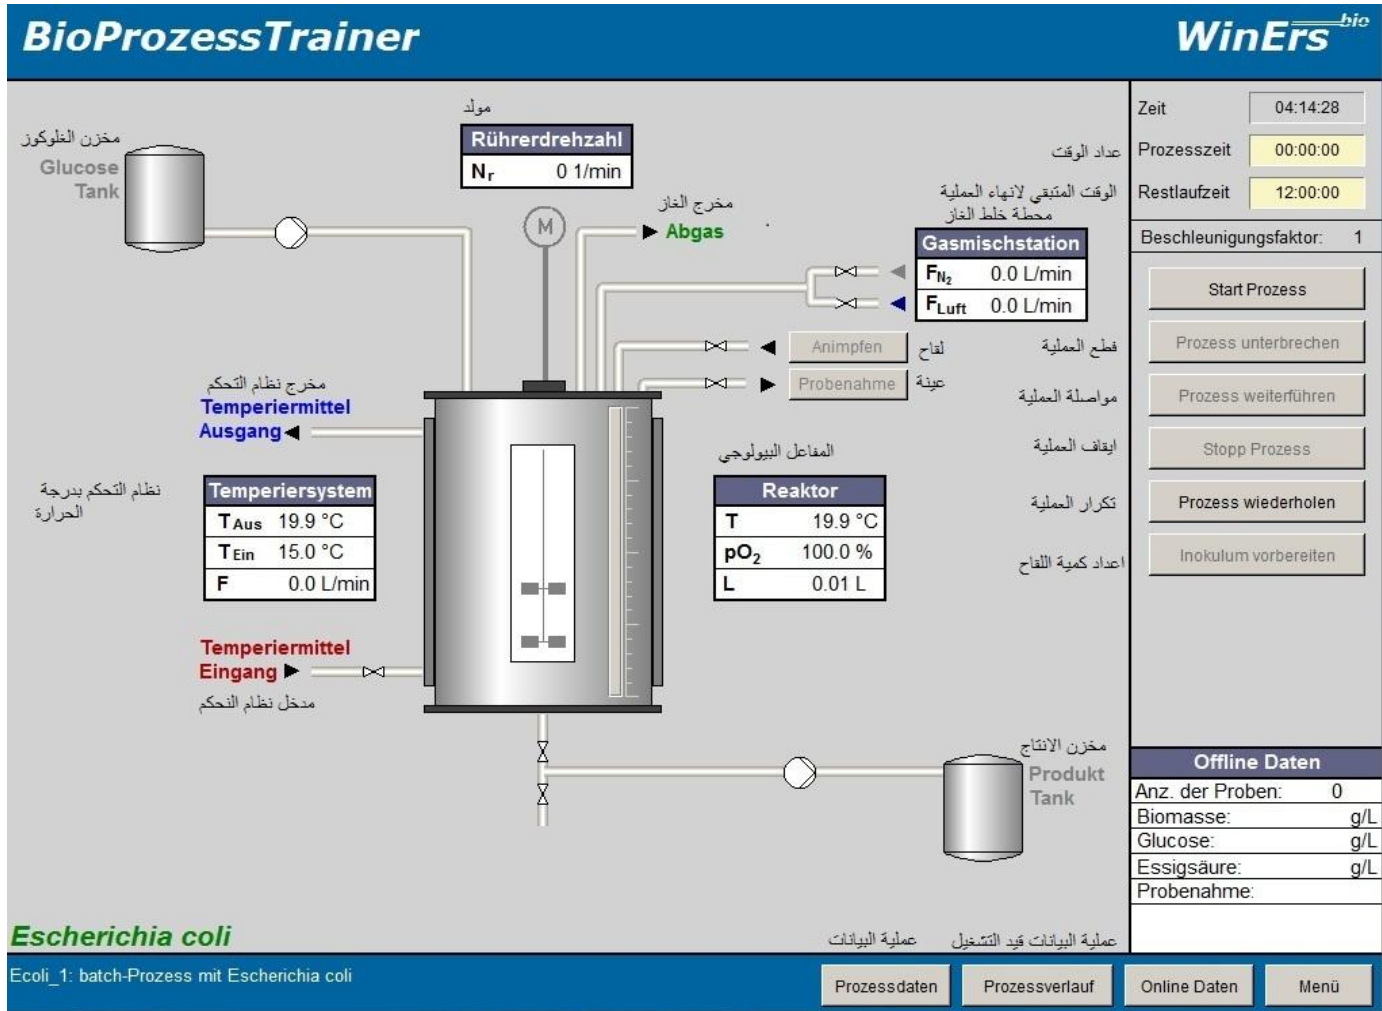 BioProzessTrainer
WinErs bio
مخزن الغلوكوز
Glucose
Tank
مولد
Rührerdrehzahl
Nr 0 1/min
M
مخرج الغاز
Abgas
عداد الوقت
الوقت المتبقي لانهاء العملية
محطة خلط الغاز
Gasmischstation
FN2 0.0 L/min
FLuft 0.0 L/min
Animpfen
لقاح
Probenahme
عينة
قطع العملية
مواصلة العملية
ايقاف العملية
تكرار العملية
اعداد كمية اللقاح
مخرج نظام التحكم
Temperiermittel
Ausgang
نظام التحكم بدرجة
الحرارة
Temperiersystem
TAus 19.9 °C
TEin 15.0 °C
F 0.0 L/min
المفاعل البيولوجي
Reaktor
T 19.9 °C
pO2 100.0 %
L 0.01 L
Temperiermittel
Eingang
مدخل نظام التحكم
مخزن الانتاج
Produkt
Tank
Escherichia coli
عملية البيانات
عملية البيانات قيد التشغيل
Zeit 04:14:28
Prozesszeit 00:00:00
Restlaufzeit 12:00:00
Beschleunigungsfaktor: 1
Start Prozess
Prozess unterbrechen
Prozess weiterführen
Stopp Prozess
Prozess wiederholen
Inokulum vorbereiten
Offline Daten
Anz. der Proben: 0
Biomasse: g/L
Glucose: g/L
Essigsäure: g/L
Probenahme:
Ecoli_1: batch-Prozess mit Escherichia coli
Prozessdaten
Prozessverlauf
Online Daten
Menü